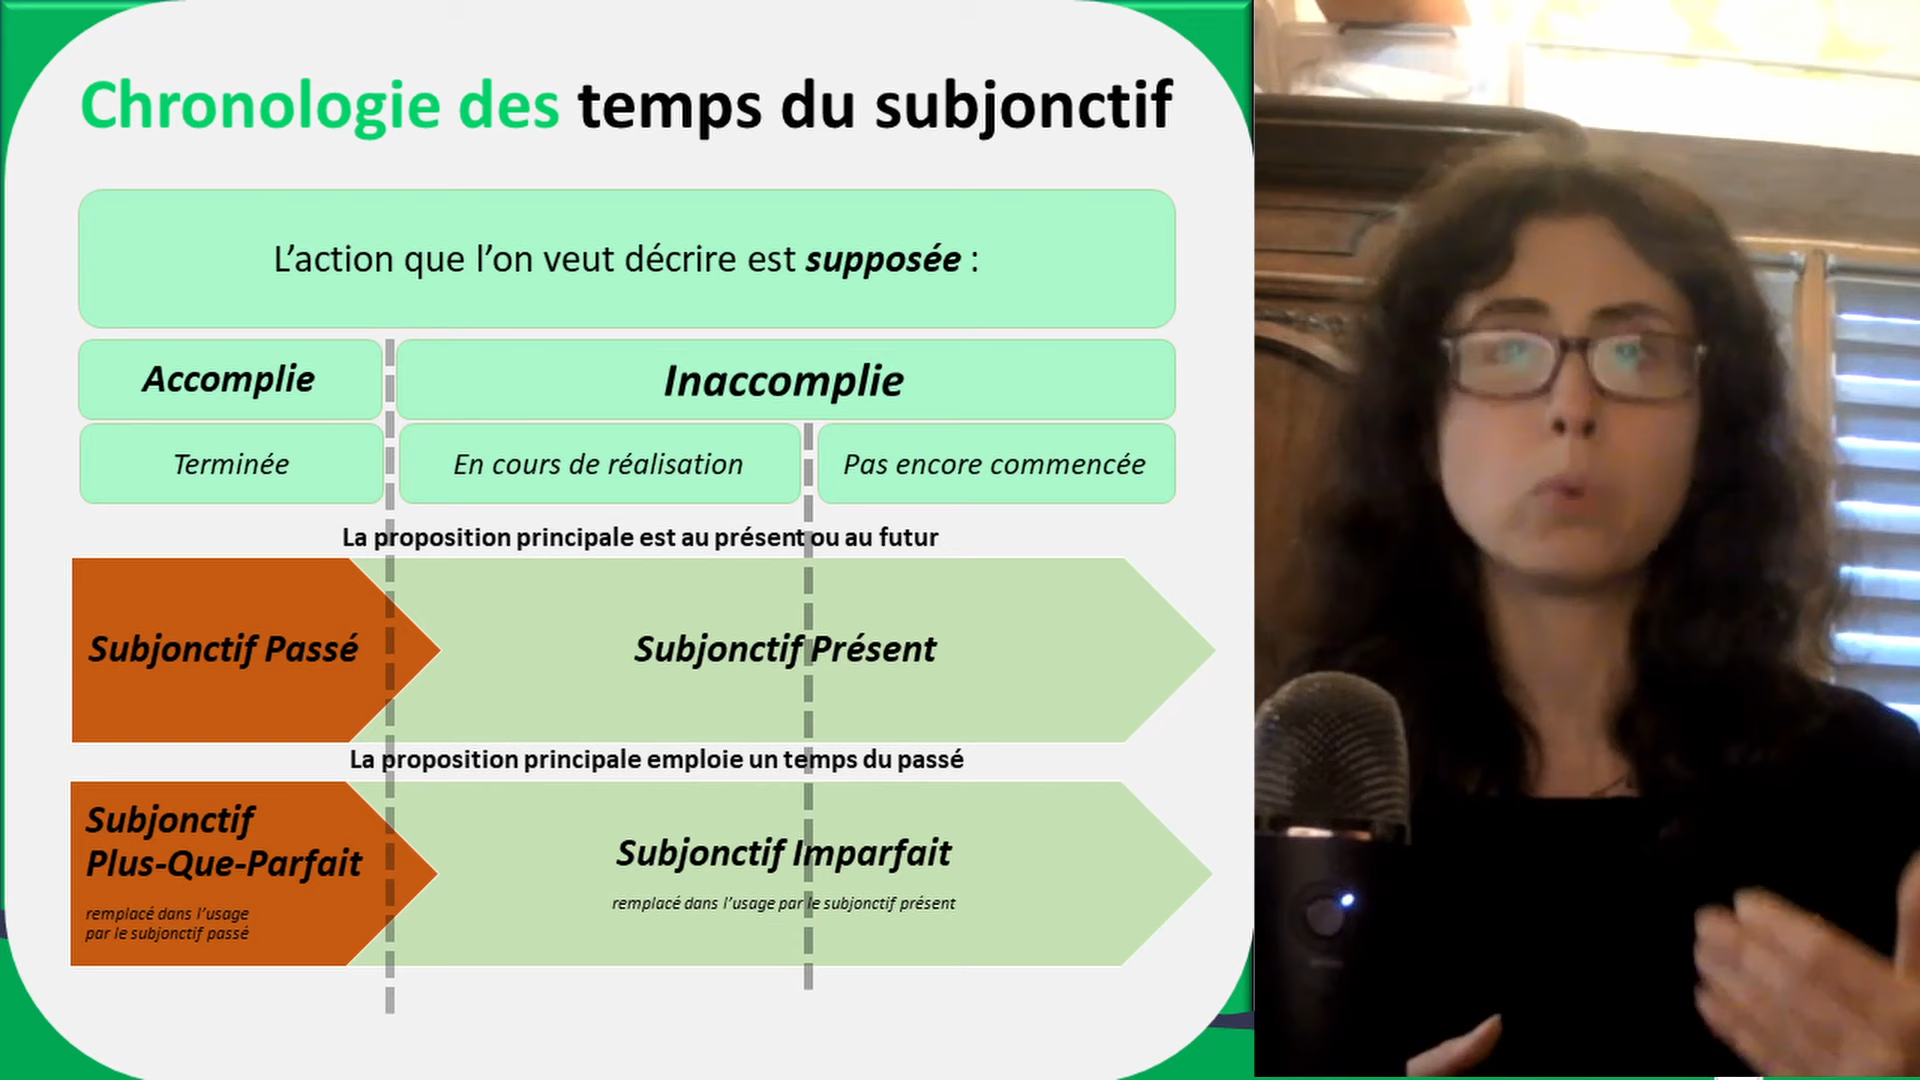 Chronologie des temps du subjonctif
L’action que l’on veut décrire est supposée :
Accomplie
Inaccomplie
Terminée
En cours de réalisation
Pas encore commencée
La proposition principale est au présent ou au futur
Subjonctif Passé
Subjonctif Présent
La proposition principale emploie un temps du passé
Subjonctif
Plus-Que-Parfait
remplacé dans l’usage
par le subjonctif passé
Subjonctif Imparfait
remplacé dans l’usage par le subjonctif présent